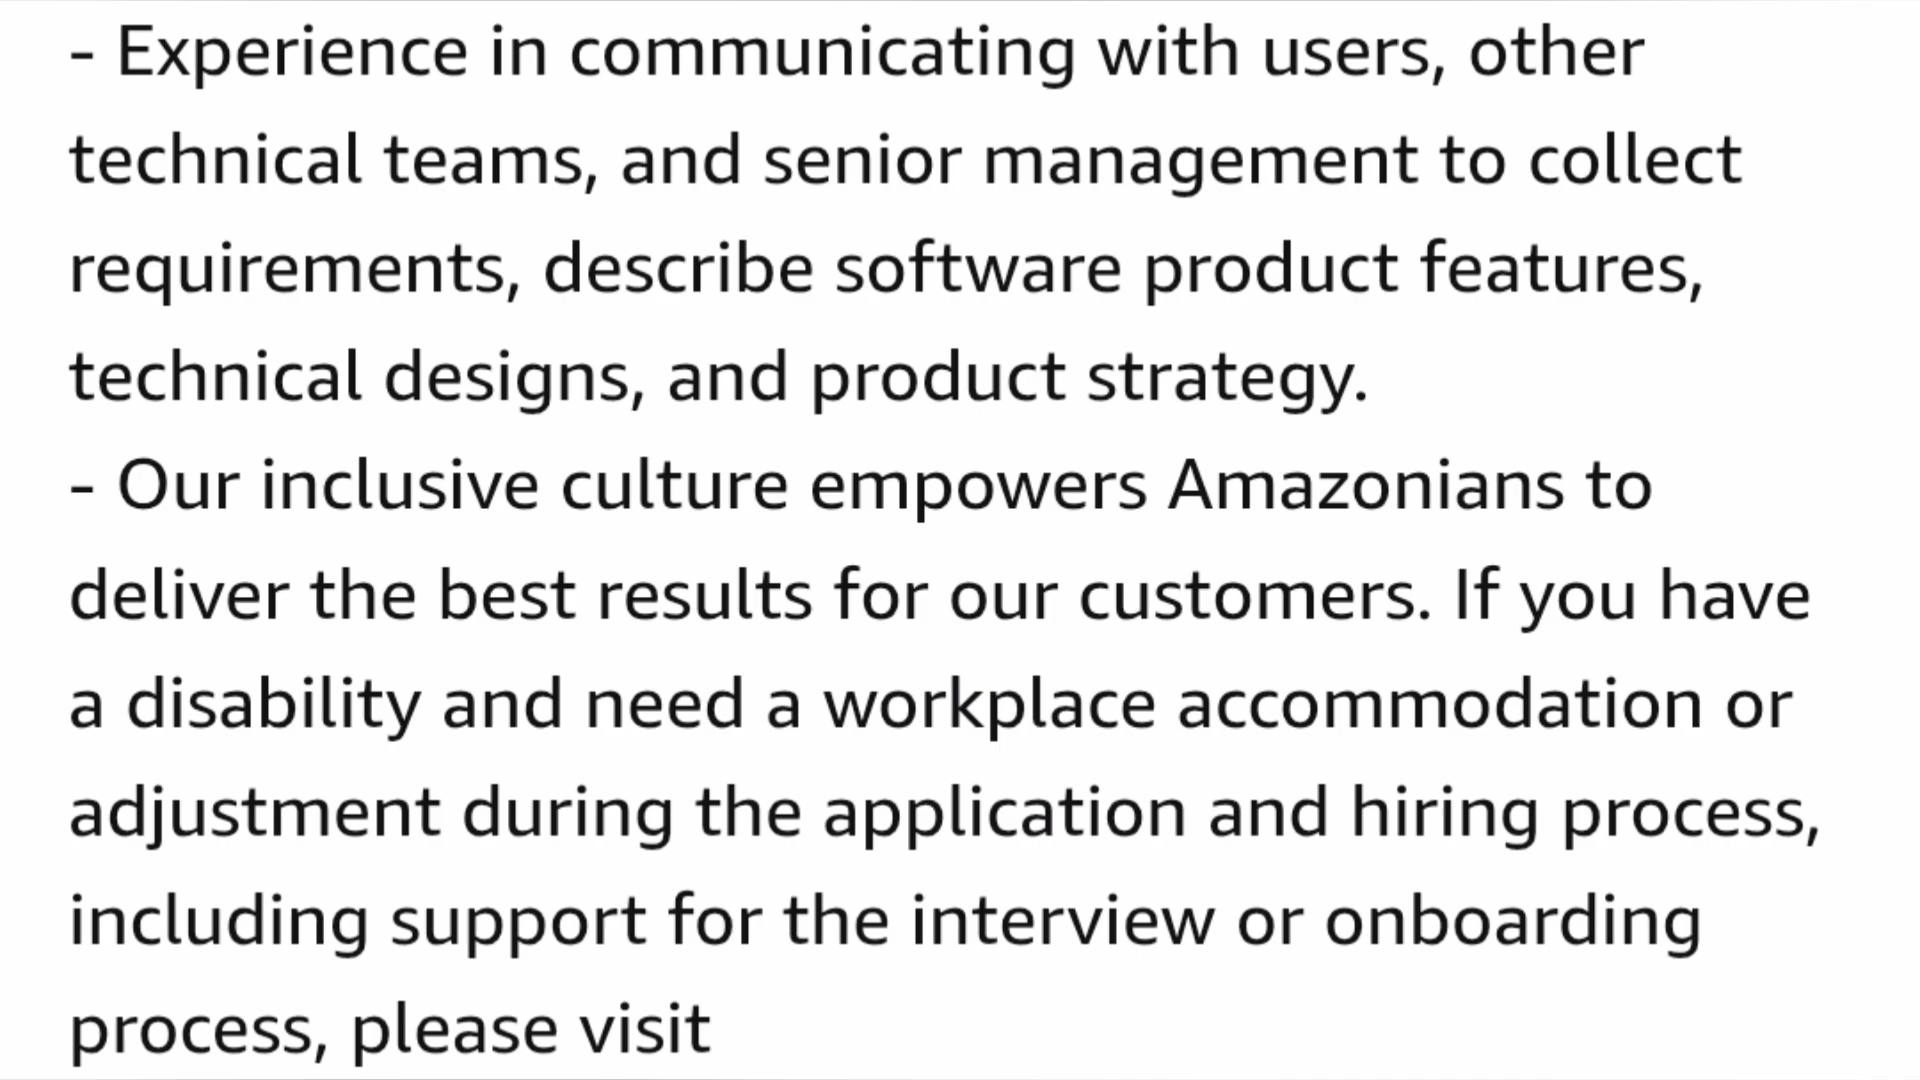 - Experience in communicating with users, other
technical teams, and senior management to collect
requirements, describe software product features,
technical designs, and product strategy.
- Our inclusive culture empowers Amazonians to
deliver the best results for our customers. If you have
a disability and need a workplace accommodation or
adjustment during the application and hiring process,
including support for the interview or onboarding
process, please visit